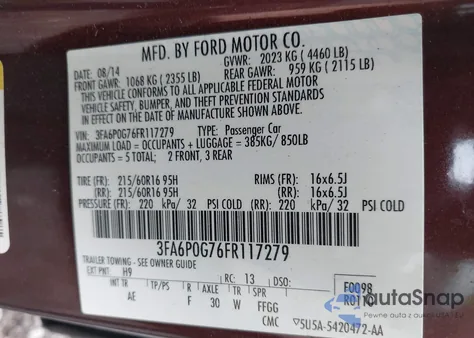 MFD. BY FORD MOTOR CO.
DATE: 08/14 GVWR: 2023 KG (4460 LB)
FRONT GAWR: 1068 KG (2355 LB) REAR GAWR: 959 KG (2115 LB)
THIS VEHICLE CONFORMS TO ALL APPLICABLE FEDERAL MOTOR
VEHICLE SAFETY, BUMPER, AND THEFT PREVENTION STANDARDS
IN EFFECT ON THE DATE OF MANUFACTURE SHOWN ABOVE.
VIN: 3FA6P0G76FR117279 TYPE: Passenger Car
MAXIMUM LOAD = OCCUPANTS + LUGGAGE = 385KG/850LB
OCCUPANTS = 5 TOTAL; 2 FRONT, 3 REAR
TIRE (FR): 215/60R16 95H RIMS (FR): 16x6.5J
(RR): 215/60R16 95H (RR): 16x6.5J
PRESSURE (FR): 220 kPa/ 32 PSI COLD (RR): 220 kPa/ 32 PSI COLD
3FA6P0G76FR117279
TRAILER TOWING - SEE OWNER GUIDE
EXT PNT H9 RC: 13 DSO: F0098
INT TR TP/PS R AXLE TR SPR
AE F 30 W FFGG
CMC 5U5A-5420472-AA
autoSnap